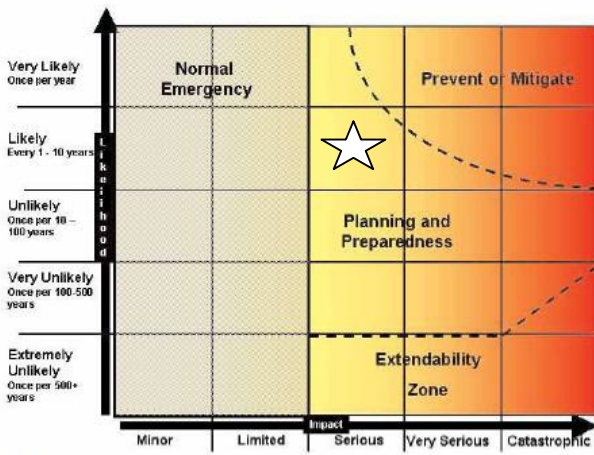 Very Likely
Once per year
Normal
Emergency
Prevent or Mitigate
Likely
Every 1 - 10 years
Likelihood
Unlikely
Once per 10 –
100 years
Planning and
Preparedness
Very Unlikely
Once per 100-500
years
Extremely
Unlikely
Once per 500+
years
Extendability
Zone
Impact
Minor
Limited
Serious
Very Serious
Catastrophic